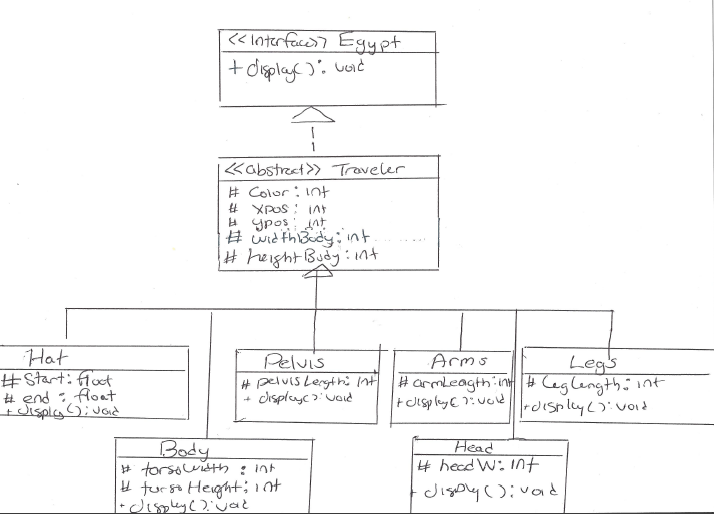 <<Interface>> Egypt
+ display(): void
<<abstract>> Traveler
# Color: int
# xpos: int
# ypos: int
# widthBody: int
# heightBody: int
Hat
# Start: float
# end: float
+ display(): void
Pelvis
# pelvisLength: int
+ display(): void
Arms
# armLength: int
+ display(): void
Legs
# LegLength: int
+ display(): void
Body
# torsoWidth: int
# torsoHeight: int
+ display(): void
Head
# headW: int
+ display(): void